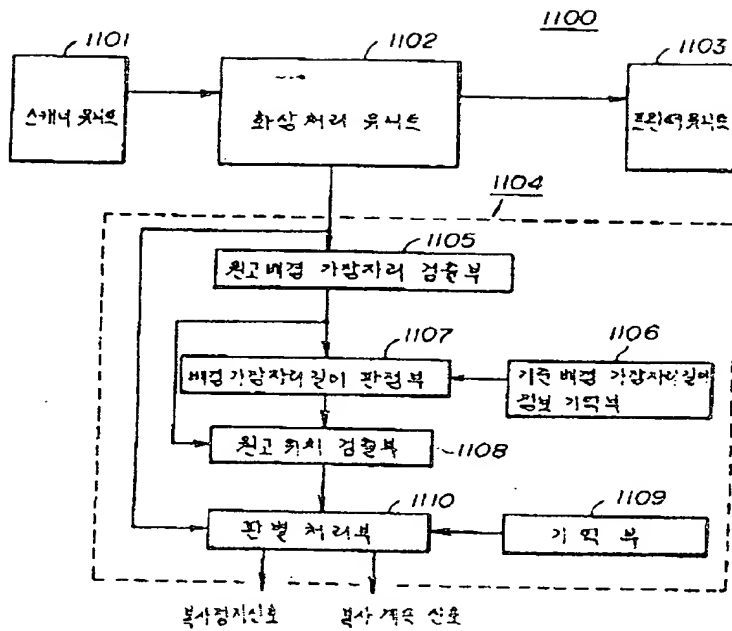 1100
1101
1102
1103
스캐너 유니트
화상처리 유니트
프린터 유니트
1104
1105
원고배경 가장자리 검출부
1107
1106
배경 가장자리길이 판정부
기준 배경 가장자리길이
정보 기억부
원고위치 검출부
1108
1110
1109
판별 처리부
기억부
복사정지신호
복사 계속 신호